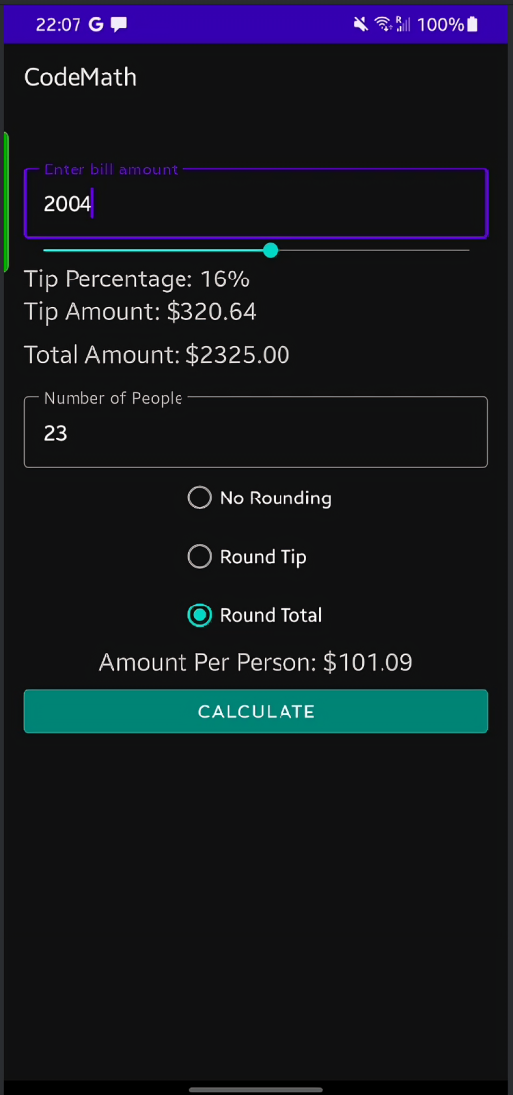 22:07 G R 100%
CodeMath
Enter bill amount
2004
Tip Percentage: 16%
Tip Amount: $320.64
Total Amount: $2325.00
Number of People
23
No Rounding
Round Tip
Round Total
Amount Per Person: $101.09
CALCULATE